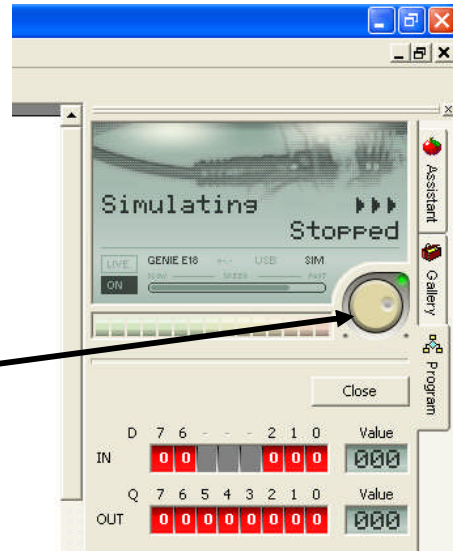 Simulating
Stopped
LIVE GENIE E18 USB SIM
ON SLOW SPEED FAST
Assistant
Gallery
Program
Close
D 7 6 - - - 2 1 0 Value
IN 0 0 0 0 0 000
Q 7 6 5 4 3 2 1 0 Value
OUT 0 0 0 0 0 0 0 0 000